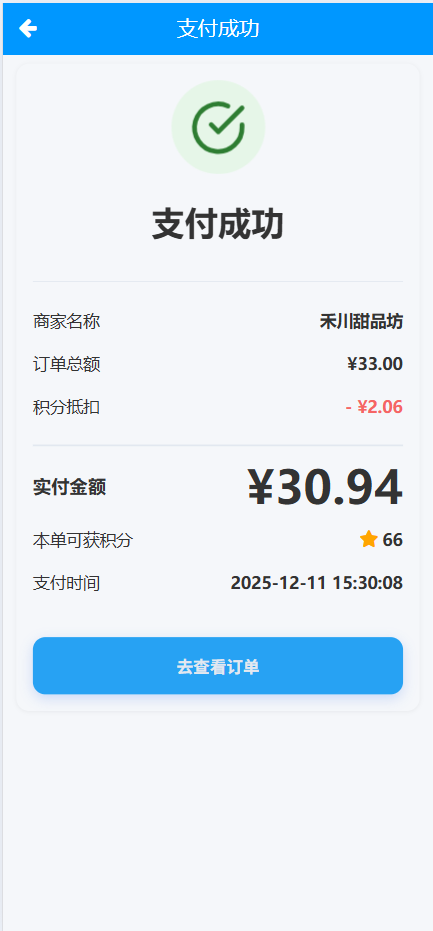 支付成功
支付成功
商家名称 禾川甜品坊
订单总额 ¥33.00
积分抵扣 - ¥2.06
实付金额 ¥30.94
本单可获积分 66
支付时间 2025-12-11 15:30:08
去查看订单